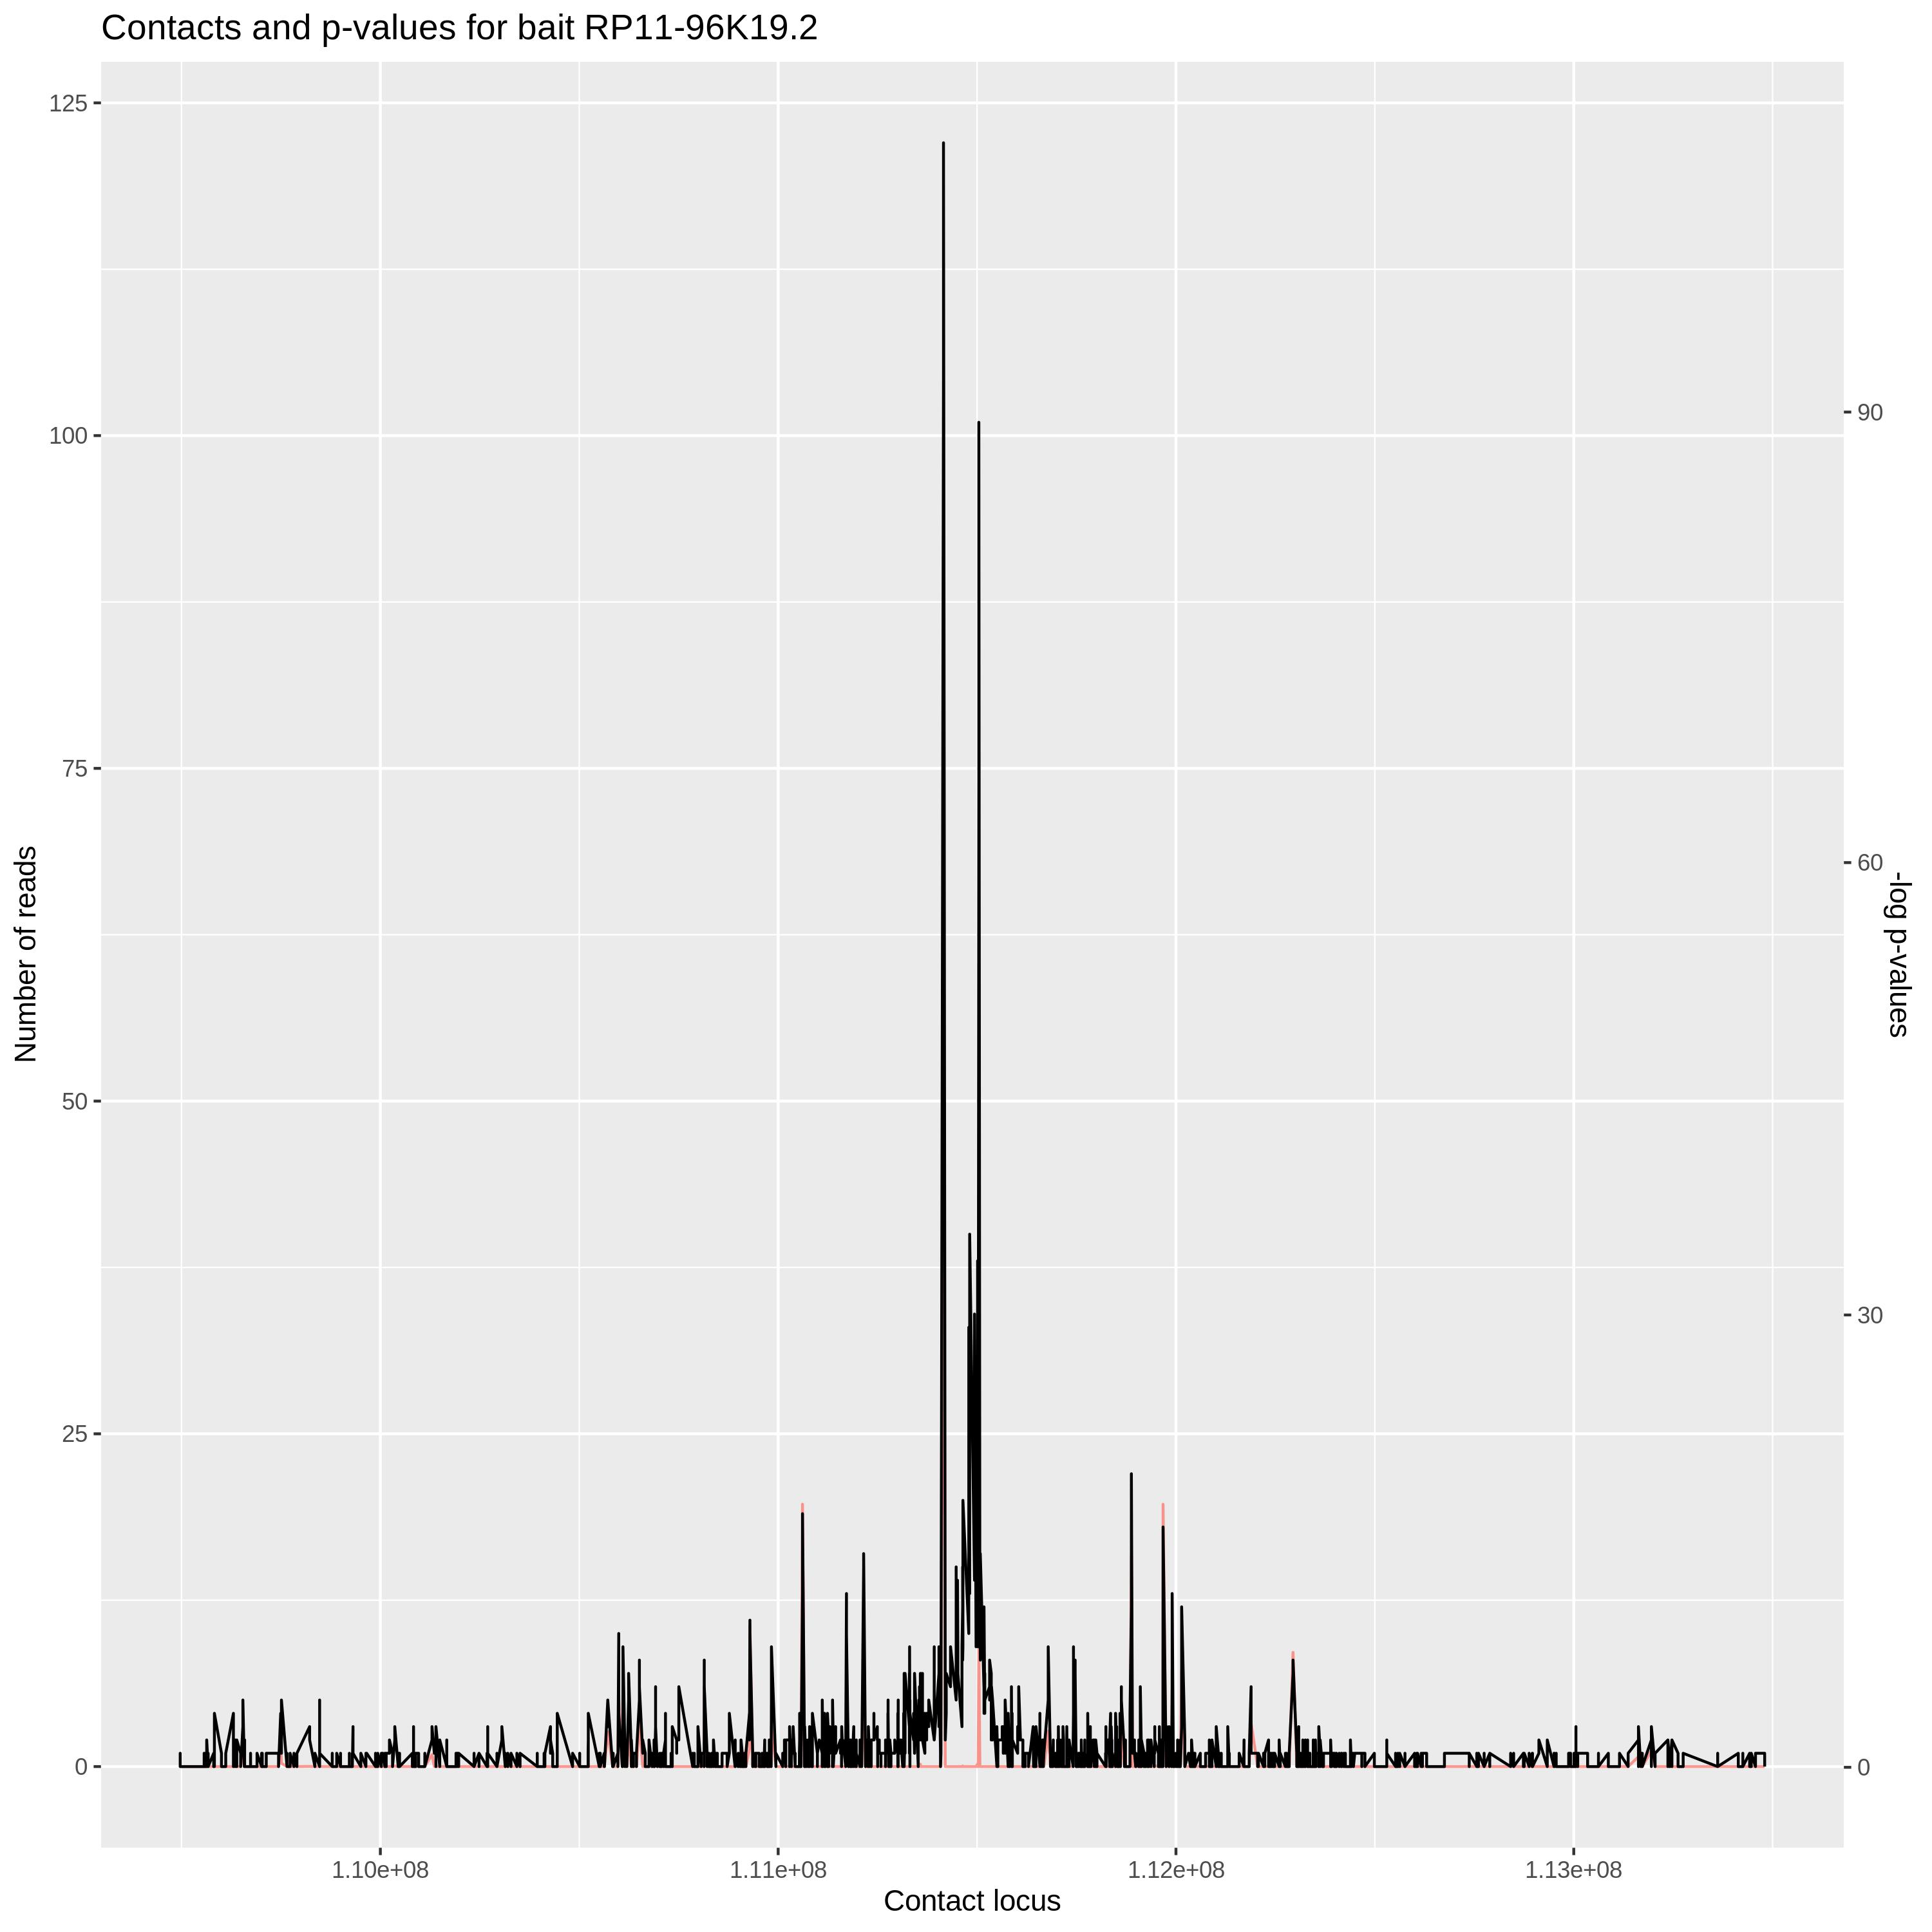 Contacts and p-values for bait RP11-96K19.2
125
100
75
50
25
0
Number of reads
90
60
30
0
-log p-values
1.10e+08
1.11e+08
1.12e+08
1.13e+08
Contact locus